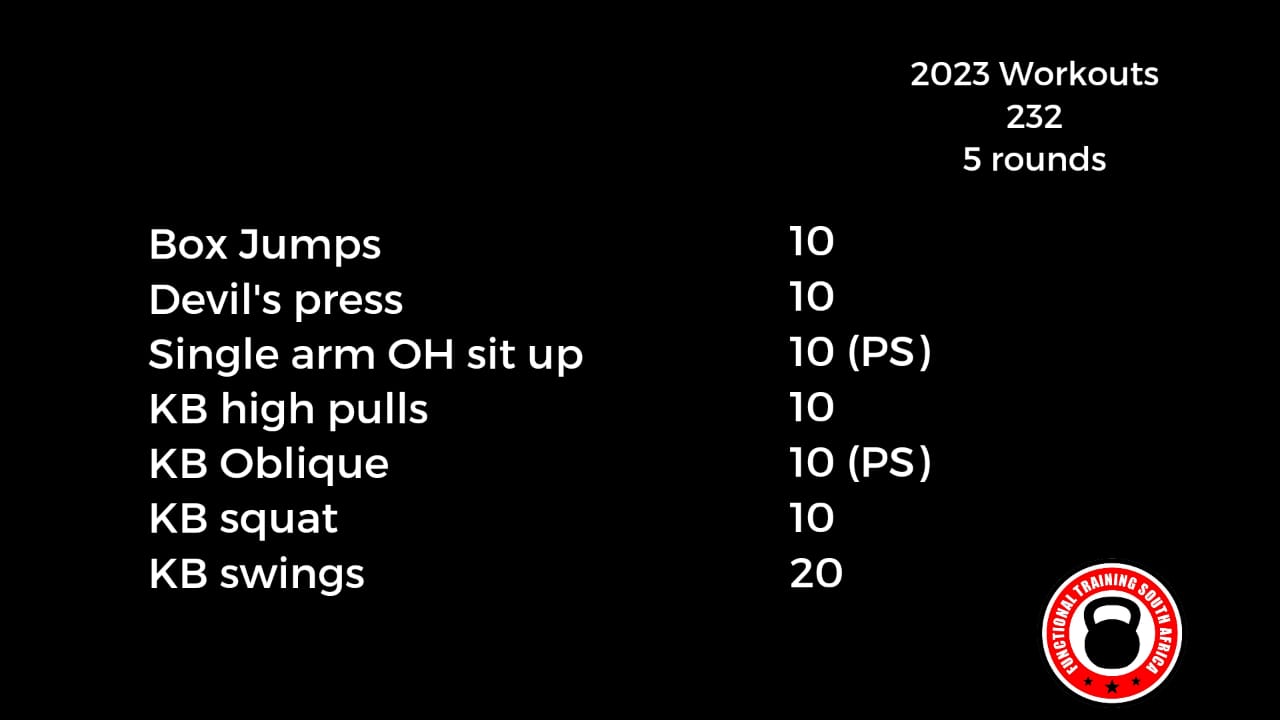 2023 Workouts
232
5 rounds
Box Jumps 10
Devil's press 10
Single arm OH sit up 10 (PS)
KB high pulls 10
KB Oblique 10 (PS)
KB squat 10
KB swings 20
FUNCTIONAL TRAINING SOUTH AFRICA